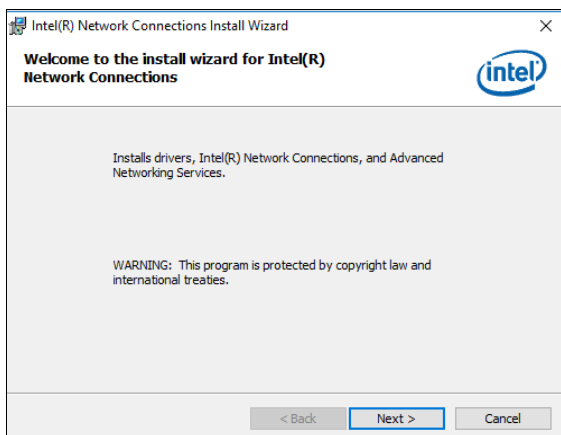 Intel(R) Network Connections Install Wizard
Welcome to the install wizard for Intel(R)
Network Connections
intel
Installs drivers, Intel(R) Network Connections, and Advanced
Networking Services.
WARNING:  This program is protected by copyright law and
international treaties.
< Back
Next >
Cancel